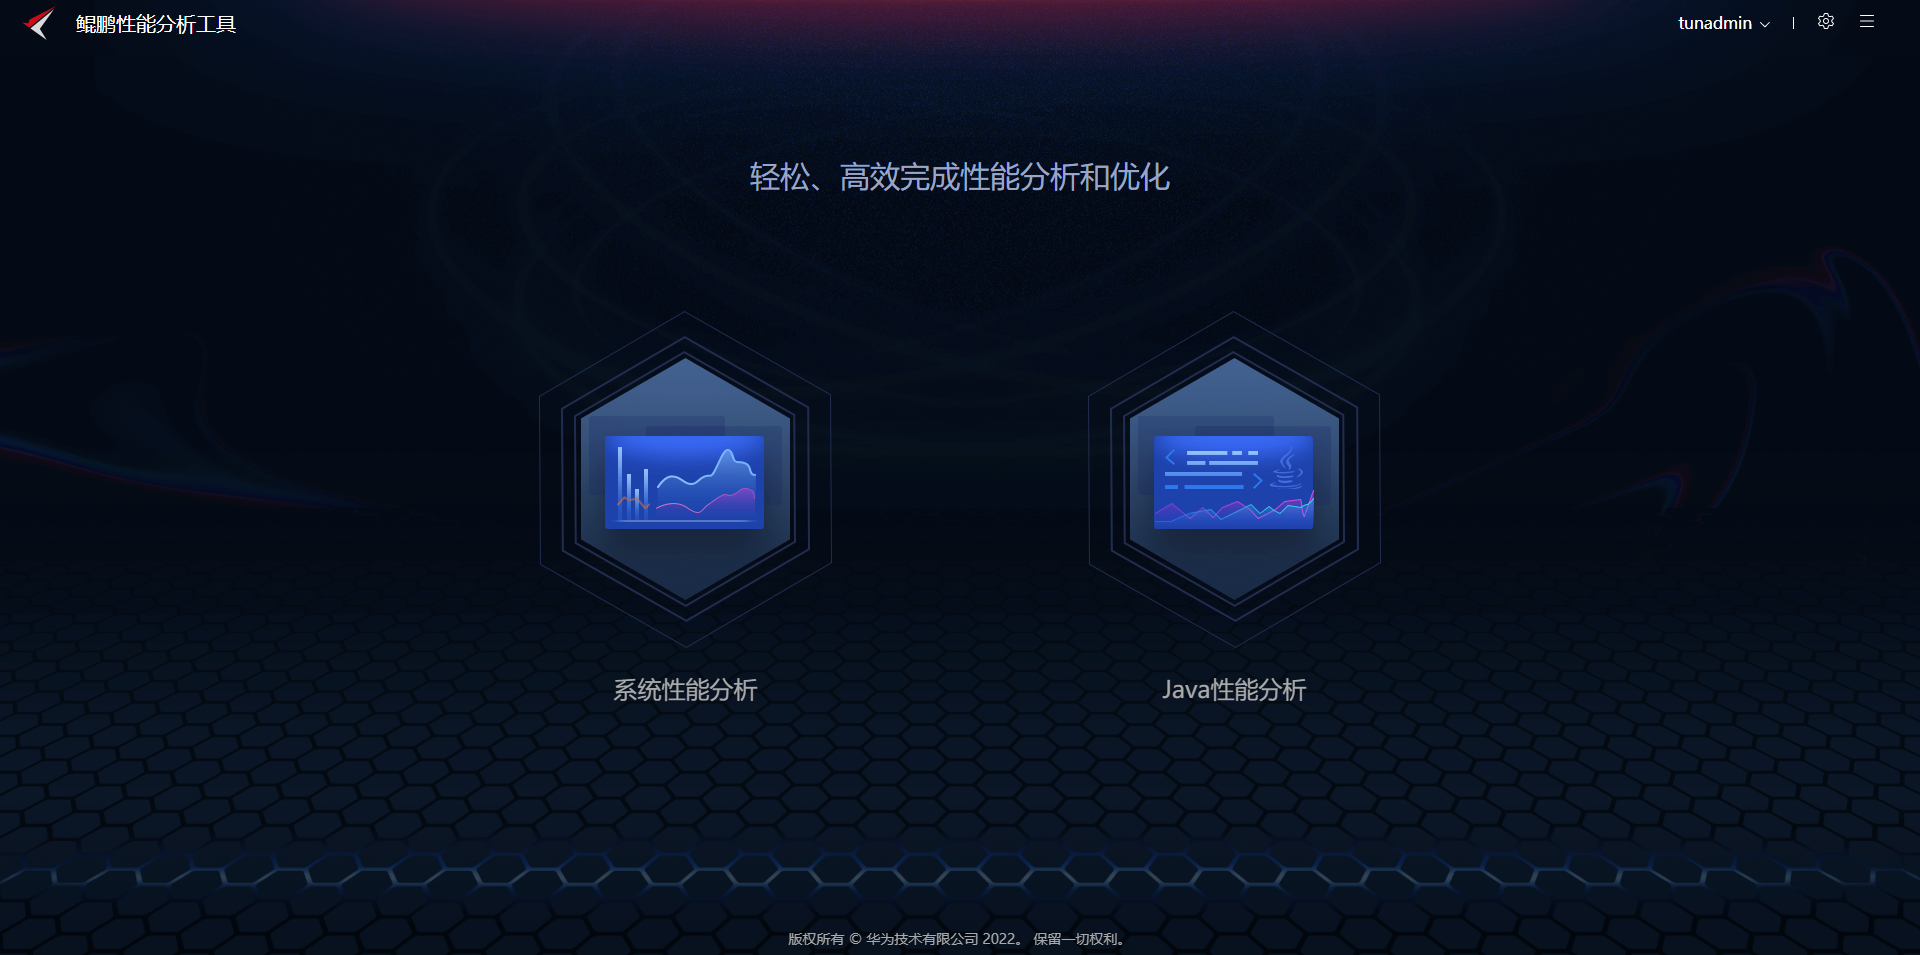 鲲鹏性能分析工具
tunadmin
轻松、高效完成性能分析和优化
系统性能分析
Java性能分析
版权所有 © 华为技术有限公司 2022。 保留一切权利。